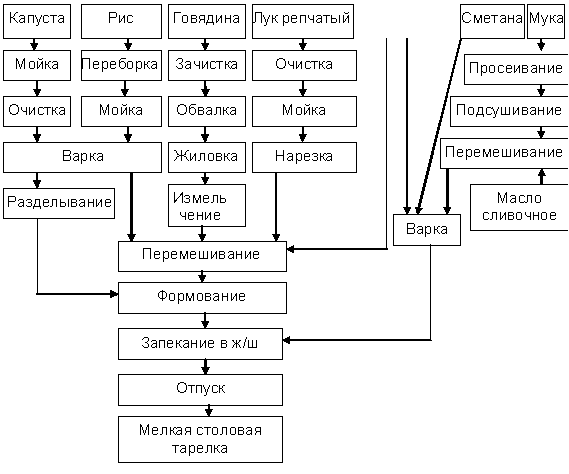 Капуста Рис Говядина Лук репчатый Сметана Мука
Мойка Переборка Зачистка Очистка Просеивание
Очистка Мойка Обвалка Мойка Подсушивание
Варка Жиловка Нарезка Перемешивание
Разделывание Измель
чение
Масло
сливочное
Варка
Перемешивание
Формование
Запекание в ж/ш
Отпуск
Мелкая столовая
тарелка